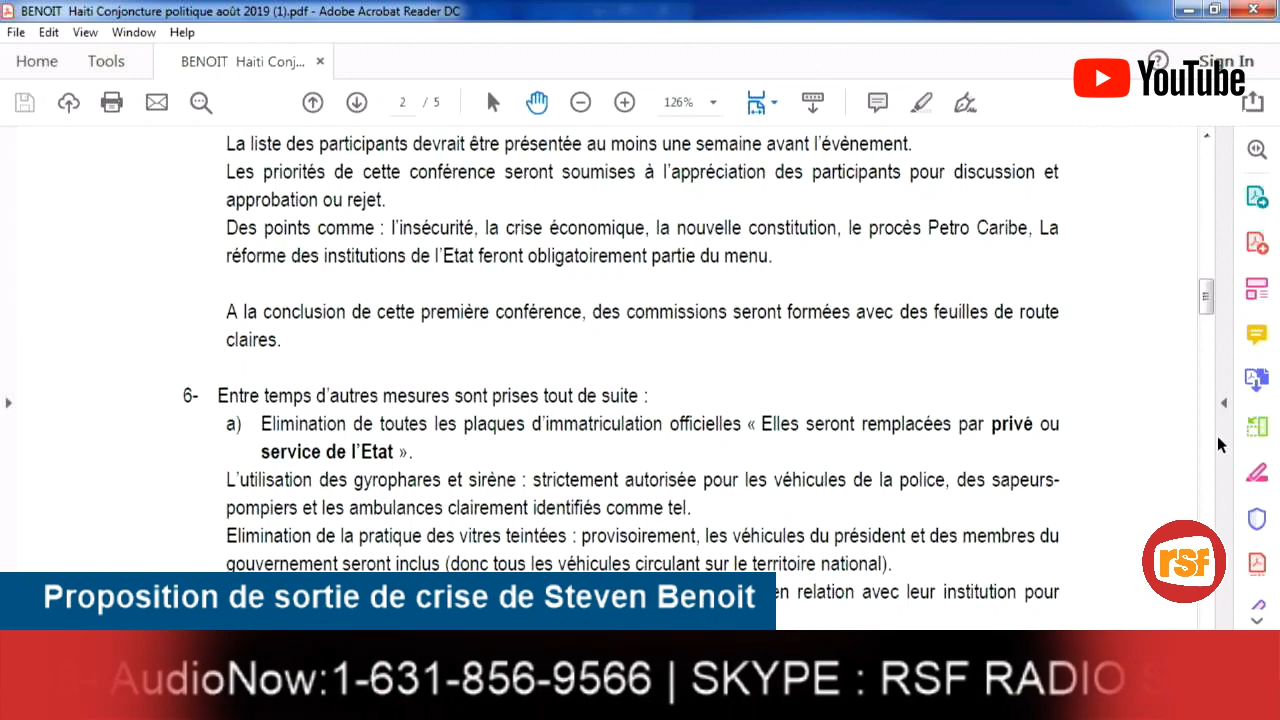 BENOIT  Haiti Conjoncture politique août 2019 (1).pdf - Adobe Acrobat Reader DC
File Edit View Window Help
Home Tools BENOIT  Haiti Conj... × ? Sign In
YouTube
2 / 5 126%
La liste des participants devrait être présentée au moins une semaine avant l'évènement.
Les priorités de cette conférence seront soumises à l'appréciation des participants pour discussion et
approbation ou rejet.
Des points comme : l'insécurité, la crise économique, la nouvelle constitution, le procès Petro Caribe, La
réforme des institutions de l'Etat feront obligatoirement partie du menu.
A la conclusion de cette première conférence, des commissions seront formées avec des feuilles de route
claires.
6- Entre temps d'autres mesures sont prises tout de suite :
a) Elimination de toutes les plaques d'immatriculation officielles « Elles seront remplacées par privé ou
service de l'Etat ».
L'utilisation des gyrophares et sirène : strictement autorisée pour les véhicules de la police, des sapeurs-
pompiers et les ambulances clairement identifiés comme tel.
Elimination de la pratique des vitres teintées : provisoirement, les véhicules du président et des membres du
gouvernement seront inclus (donc tous les véhicules circulant sur le territoire national).
en relation avec leur institution pour
rsf
Proposition de sortie de crise de Steven Benoit
AudioNow:1-631-856-9566 | SKYPE : RSF RADIO